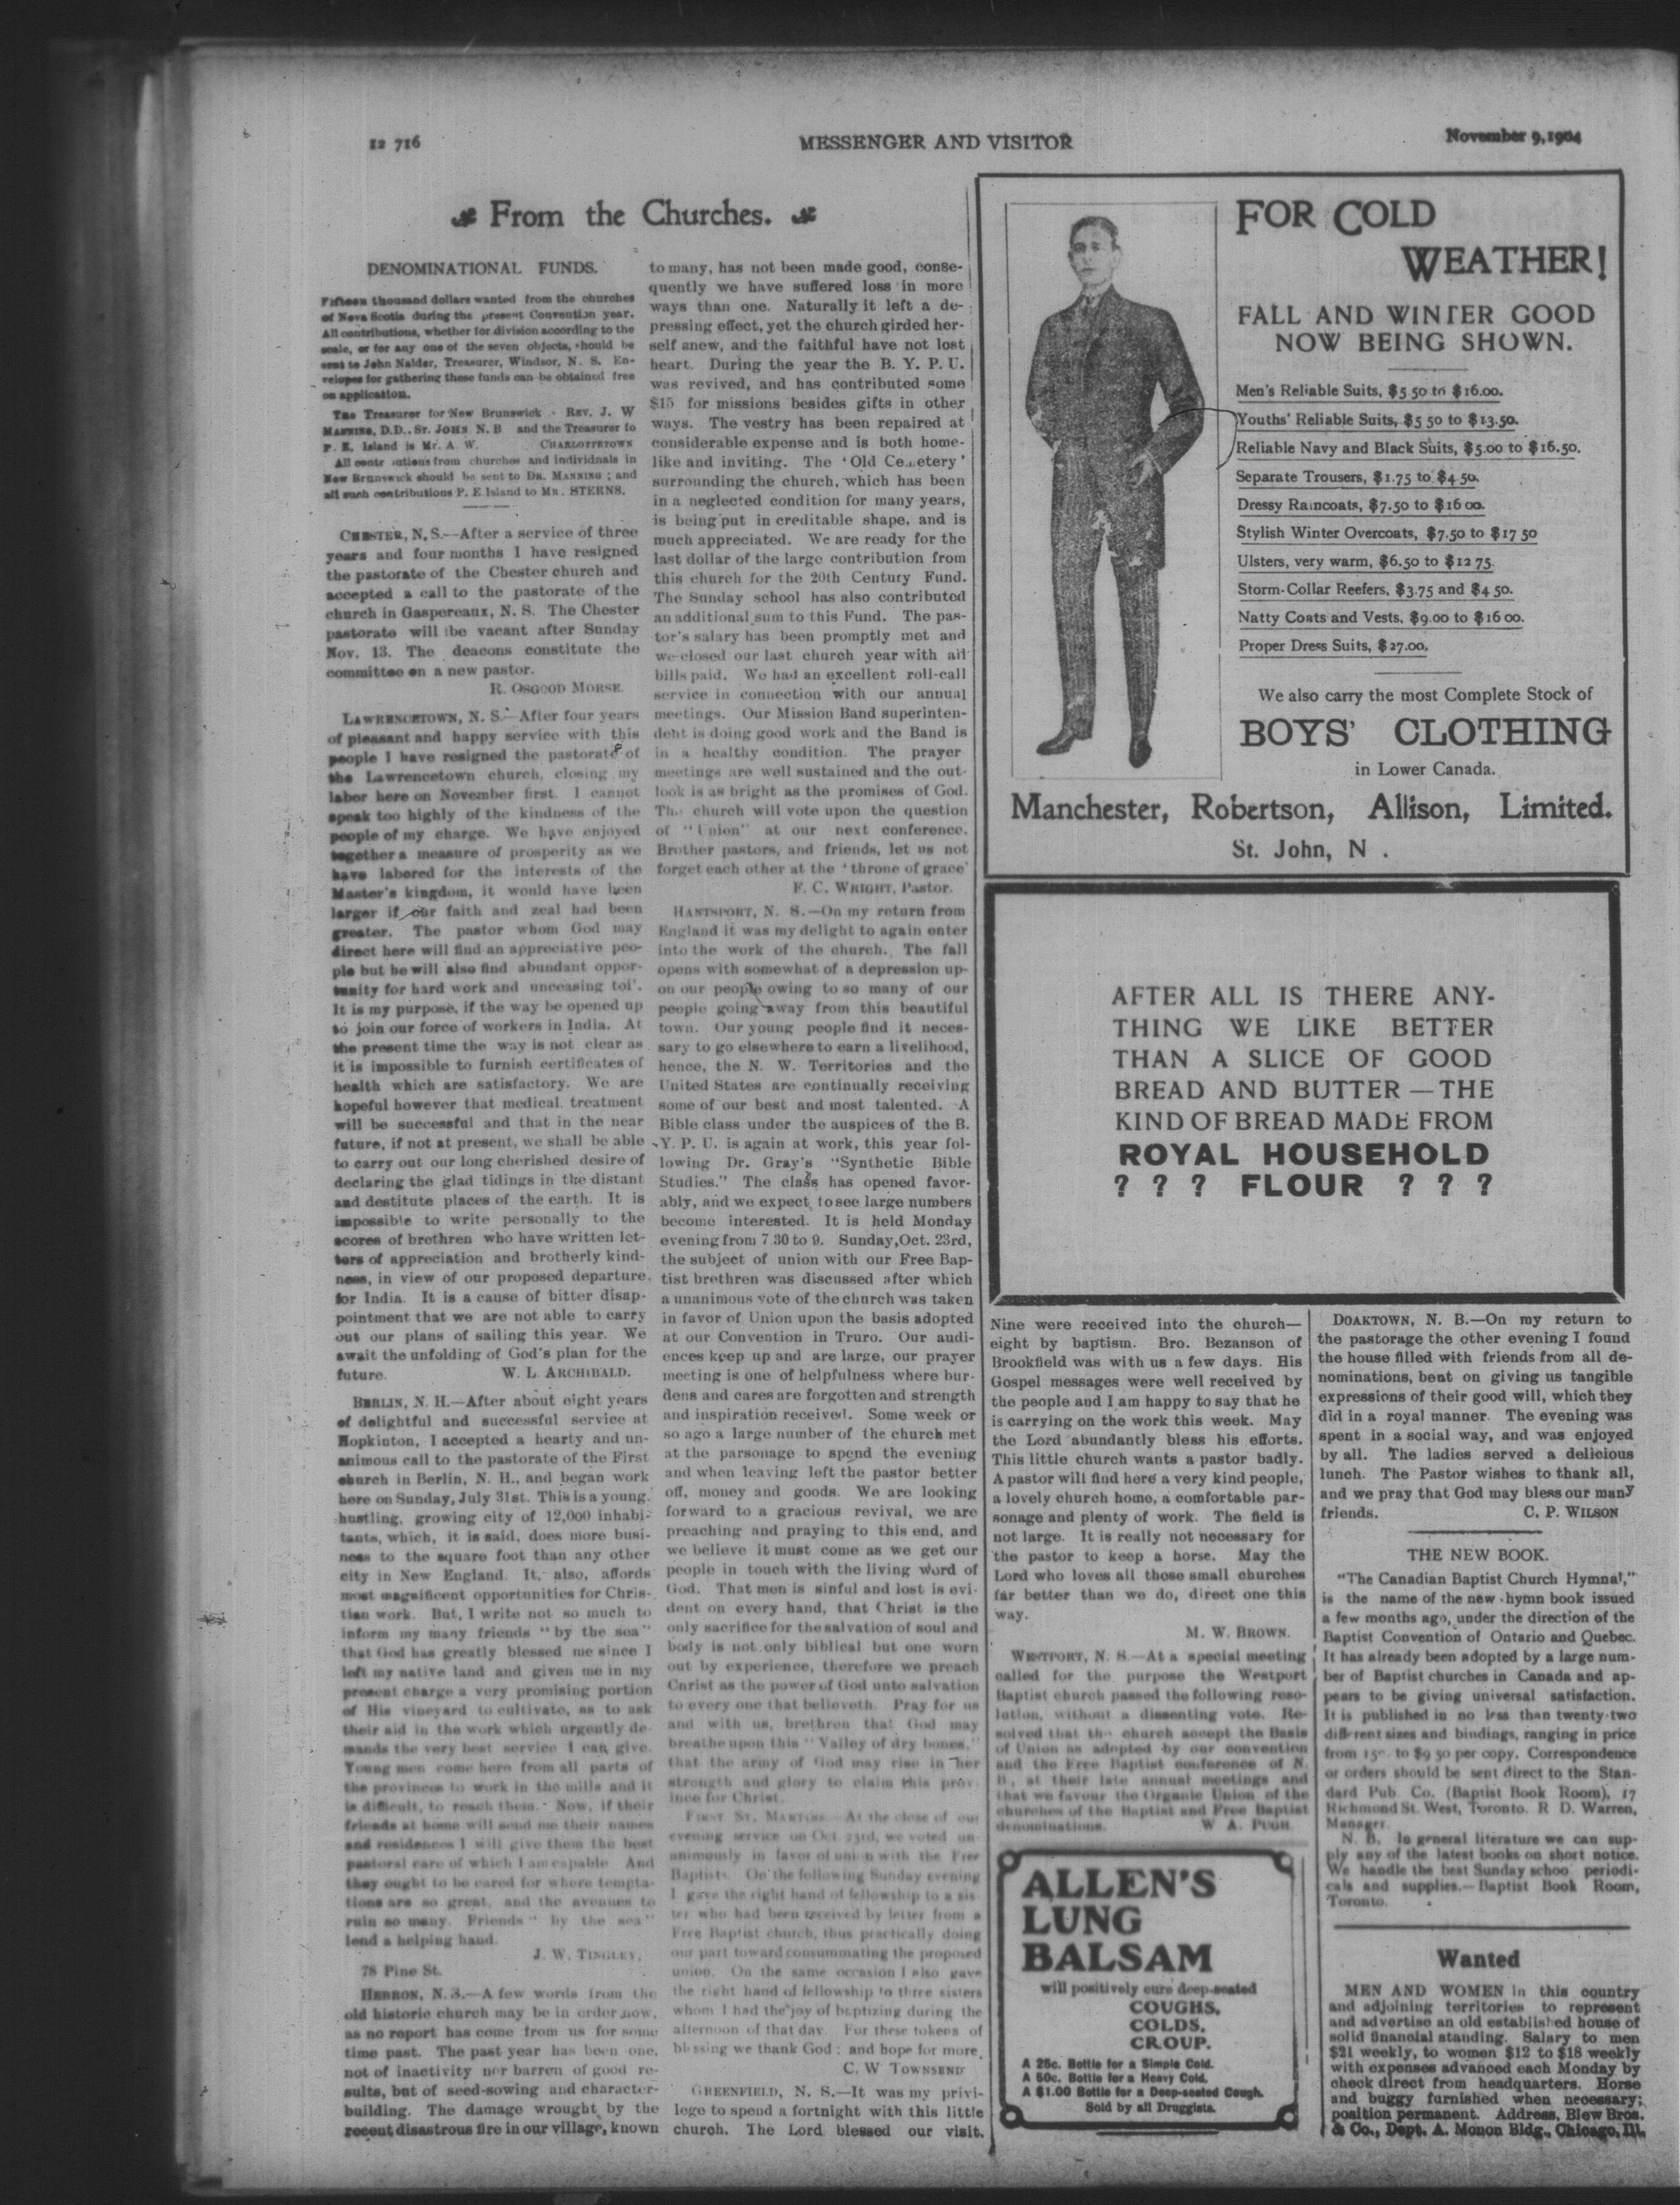 12 716
MESSENGER AND VISITOR
November 9, 1904
From the Churches.
DENOMINATIONAL FUNDS.
Fifteen thousand dollars wanted from the churches
of Nova Scotia during the present Convention year.
All contributions, whether for division according to the
scale, or for any one of the seven objects, should be
sent to John Nalder, Treasurer, Windsor, N. S. En-
velopes for gathering these funds can be obtained free
on application.
The Treasurer for New Brunswick - REV. J. W
MANNING, D.D., ST. JOHN N.B and the Treasurer fo
P. E. Island is MR. A. W. CHARLOTTETOWN
All contr utions from churches and individuals in
New Brunswick should be sent to DR. MANNING ; and
all such contributions P. E Island to MR. STERNS.
CHESTER, N. S.—After a service of three
years and four months I have resigned
the pastorate of the Chester church and
accepted a call to the pastorate of the
church in Gaspereaux, N. S. The Chester
pastorate will be vacant after Sunday
Nov. 13. The deacons constitute the
committee on a new pastor.
R. OSGOOD MORSE.
LAWRENCETOWN, N. S.—After four years
of pleasant and happy service with this
people I have resigned the pastorate of
the Lawrencetown church, closing my
labor here on November first. I cannot
speak too highly of the kindness of the
people of my charge. We have enjoyed
together a measure of prosperity as we
have labored for the interests of the
Master's kingdom, it would have been
larger if our faith and zeal had been
greater. The pastor whom God may
direct here will find an appreciative peo-
ple but he will also find abundant oppor-
tunity for hard work and unceasing toi'.
It is my purpose, if the way be opened up
to join our force of workers in India. At
the present time the way is not clear as
it is impossible to furnish certificates of
health which are satisfactory. We are
hopeful however that medical treatment
will be successful and that in the near
future, if not at present, we shall be able
to carry out our long cherished desire of
declaring the glad tidings in the distant
and destitute places of the earth. It is
impossible to write personally to the
scores of brethren who have written let-
ters of appreciation and brotherly kind-
ness, in view of our proposed departure
for India. It is a cause of bitter disap-
pointment that we are not able to carry
out our plans of sailing this year. We
await the unfolding of God's plan for the
future. W. L. ARCHIBALD.
BERLIN, N. H.—After about eight years
of delightful and successful service at
Hopkinton, I accepted a hearty and un-
animous call to the pastorate of the First
church in Berlin, N. H., and began work
here on Sunday, July 31st. This is a young
hustling, growing city of 12,000 inhabi-
tants, which, it is said, does more busi-
ness to the square foot than any other
city in New England. It, also, affords
most magnificent opportunities for Chris-
tian work. But, I write not so much to
inform my many friends "by the sea"
that God has greatly blessed me since I
left my native land and given me in my
present charge a very promising portion
of His vineyard to cultivate, as to ask
their aid in the work which urgently de-
mands the very best service I can give.
Young men come here from all parts of
the provinces to work in the mills and it
is difficult, to reach them. Now, if their
friends at home will send me their names
and residences I will give them the best
pastoral care of which I am capable And
they ought to be cared for where tempta-
tions are so great, and the avenues to
ruin so many. Friends "by the sea"
lend a helping hand.
J. W. TINGLEY,
78 Pine St.
HEBRON, N. S.—A few words from the
old historic church may be in order now,
as no report has come from us for some
time past. The past year has been one,
not of inactivity nor barren of good re-
sults, but of seed-sowing and character-
building. The damage wrought by the
recent disastrous fire in our village, known
to many, has not been made good, conse-
quently we have suffered loss in more
ways than one. Naturally it left a de-
pressing effect, yet the church girded her-
self anew, and the faithful have not lost
heart. During the year the B. Y. P. U.
was revived, and has contributed some
$15 for missions besides gifts in other
ways. The vestry has been repaired at
considerable expense and is both home-
like and inviting. The 'Old Ce..etery'
surrounding the church, which has been
in a neglected condition for many years,
is being put in creditable shape, and is
much appreciated. We are ready for the
last dollar of the large contribution from
this church for the 20th Century Fund.
The Sunday school has also contributed
an additional sum to this Fund. The pas-
tor's salary has been promptly met and
we closed our last church year with all
bills paid. We had an excellent roll-call
service in connection with our annual
meetings. Our Mission Band superinten-
dent is doing good work and the Band is
in a healthy condition. The prayer
meetings are well sustained and the out-
look is as bright as the promises of God.
The church will vote upon the question
of "Union" at our next conference.
Brother pastors, and friends, let us not
forget each other at the 'throne of grace'
F. C. WRIGHT, Pastor.
HANTSPORT, N. S.—On my return from
England it was my delight to again enter
into the work of the church. The fall
opens with somewhat of a depression up-
on our people owing to so many of our
people going away from this beautiful
town. Our young people find it neces-
sary to go elsewhere to earn a livelihood,
hence, the N. W. Territories and the
United States are continually receiving
some of our best and most talented. A
Bible class under the auspices of the B.
Y. P. U. is again at work, this year fol-
lowing Dr. Gray's "Synthetic Bible
Studies." The class has opened favor-
ably, and we expect to see large numbers
become interested. It is held Monday
evening from 7.30 to 9. Sunday, Oct. 23rd,
the subject of union with our Free Bap-
tist brethren was discussed after which
a unanimous vote of the church was taken
in favor of Union upon the basis adopted
at our Convention in Truro. Our audi-
ences keep up and are large, our prayer
meeting is one of helpfulness where bur-
dens and cares are forgotten and strength
and inspiration received. Some week or
so ago a large number of the church met
at the parsonage to spend the evening
and when leaving left the pastor better
off, money and goods. We are looking
forward to a gracious revival, we are
preaching and praying to this end, and
we believe it must come as we get our
people in touch with the living word of
God. That men is sinful and lost is evi-
dent on every hand, that Christ is the
only sacrifice for the salvation of soul and
body is not only biblical but one worn
out by experience, therefore we preach
Christ as the power of God unto salvation
to every one that believeth. Pray for us
and with us, brethren that God may
breathe upon this "Valley of dry bones,"
that the army of God may rise in her
strength and glory to claim this prov-
ince for Christ.
FIRST ST. MARTINS.—At the close of our
evening service on Oct 23rd, we voted un-
animously in favor of union with the Free
Baptists. On the following Sunday evening
I gave the right hand of fellowship to a sis-
ter who had been received by letter from a
Free Baptist church, thus practically doing
our part toward consummating the proposed
union. On the same occasion I also gave
the right hand of fellowship to three sisters
whom I had the joy of baptizing during the
afternoon of that day. For these tokens of
blessing we thank God ; and hope for more.
C. W TOWNSEND
GREENFIELD, N. S.—It was my privi-
lege to spend a fortnight with this little
church. The Lord blessed our visit.
FOR COLD
WEATHER!
FALL AND WINTER GOOD
NOW BEING SHOWN.
Men's Reliable Suits, $5 50 to $16.00.
Youths' Reliable Suits, $5 50 to $13.50.
Reliable Navy and Black Suits, $5.00 to $16.50.
Separate Trousers, $1.75 to $4 50.
Dressy Raincoats, $7.50 to $16 00.
Stylish Winter Overcoats, $7.50 to $17 50
Ulsters, very warm, $6.50 to $12 75.
Storm-Collar Reefers, $3.75 and $4 50.
Natty Coats and Vests, $9.00 to $16 00.
Proper Dress Suits, $27.00.
We also carry the most Complete Stock of
BOYS' CLOTHING
in Lower Canada.
Manchester, Robertson, Allison, Limited.
St. John, N .
AFTER ALL IS THERE ANY-
THING WE LIKE BETTER
THAN A SLICE OF GOOD
BREAD AND BUTTER — THE
KIND OF BREAD MADE FROM
ROYAL HOUSEHOLD
? ? ? FLOUR ? ? ?
Nine were received into the church—
eight by baptism. Bro. Bezanson of
Brookfield was with us a few days. His
Gospel messages were well received by
the people and I am happy to say that he
is carrying on the work this week. May
the Lord abundantly bless his efforts.
This little church wants a pastor badly.
A pastor will find here a very kind people,
a lovely church home, a comfortable par-
sonage and plenty of work. The field is
not large. It is really not necessary for
the pastor to keep a horse. May the
Lord who loves all those small churches
far better than we do, direct one this
way.
M. W. BROWN.
WESTPORT, N. S.—At a special meeting
called for the purpose the Westport
Baptist church passed the following reso-
lution, without a dissenting vote. Re-
solved that the church accept the Basis
of Union as adopted by our convention
and the Free Baptist conference of N.
B., at their late annual meetings and
that we favour the Organic Union of the
churches of the Baptist and Free Baptist
denominations. W A. PUGH
ALLEN'S
LUNG
BALSAM
will positively cure deep-seated
COUGHS,
COLDS,
CROUP.
A 25c. Bottle for a Simple Cold.
A 50c. Bottle for a Heavy Cold.
A $1.00 Bottle for a Deep-seated Cough.
Sold by all Druggists.
DOAKTOWN, N. B.—On my return to
the pastorage the other evening I found
the house filled with friends from all de-
nominations, bent on giving us tangible
expressions of their good will, which they
did in a royal manner. The evening was
spent in a social way, and was enjoyed
by all. The ladies served a delicious
lunch. The Pastor wishes to thank all,
and we pray that God may bless our many
friends. C. P. WILSON
THE NEW BOOK.
"The Canadian Baptist Church Hymnal,"
is the name of the new hymn book issued
a few months ago, under the direction of the
Baptist Convention of Ontario and Quebec.
It has already been adopted by a large num-
ber of Baptist churches in Canada and ap-
pears to be giving universal satisfaction.
It is published in no less than twenty-two
different sizes and bindings, ranging in price
from 15c. to $9 50 per copy. Correspondence
or orders should be sent direct to the Stan-
dard Pub. Co. (Baptist Book Room), 17
Richmond St. West, Toronto. R D. Warren,
Manager.
N. B. In general literature we can sup-
ply any of the latest books on short notice.
We handle the best Sunday schoo periodi-
cals and supplies.—Baptist Book Room,
Toronto.
Wanted
MEN AND WOMEN in this country
and adjoining territories to represent
and advertise an old established house of
solid financial standing. Salary to men
$21 weekly, to women $12 to $18 weekly
with expenses advanced each Monday by
check direct from headquarters. Horse
and buggy furnished when necessary;
position permanent. Address, Blew Bros.
& Co., Dept. A. Monon Bldg., Chicago, Ill.